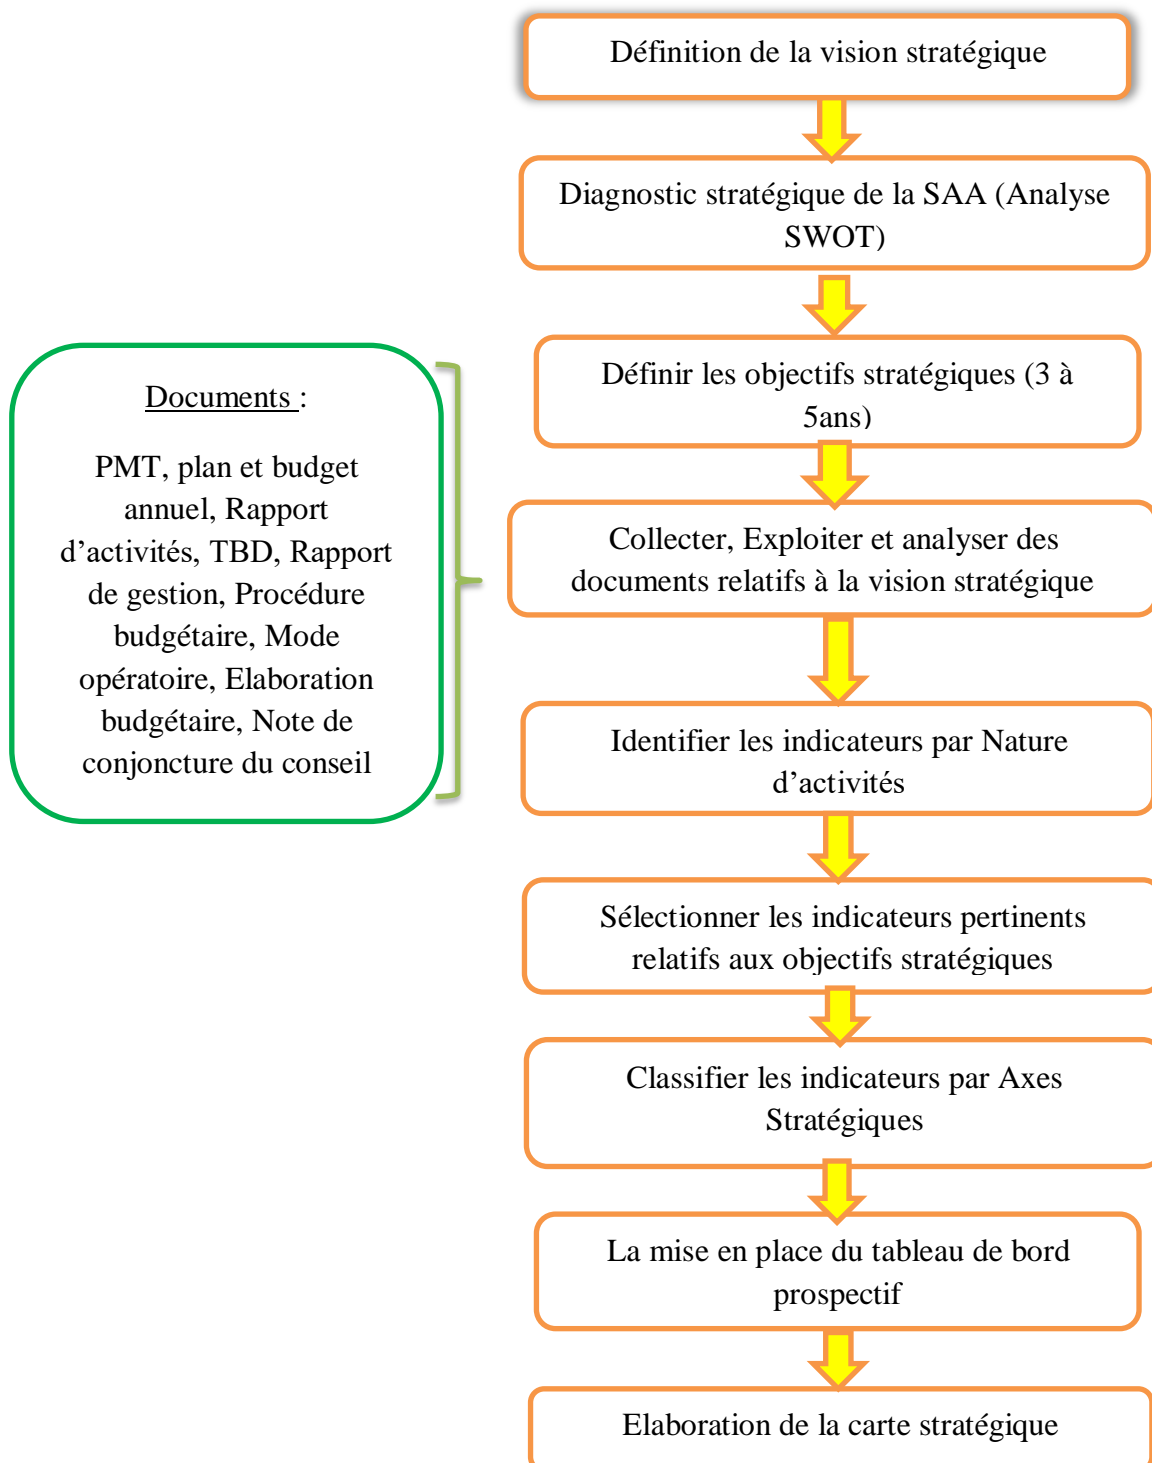 Définition de la vision stratégique
Diagnostic stratégique de la SAA (Analyse
SWOT)
Définir les objectifs stratégiques (3 à
5ans)
Documents :
PMT, plan et budget
annuel, Rapport
d’activités, TBD, Rapport
de gestion, Procédure
budgétaire, Mode
opératoire, Elaboration
budgétaire, Note de
conjoncture du conseil
Collecter, Exploiter et analyser des
documents relatifs à la vision stratégique
Identifier les indicateurs par Nature
d’activités
Sélectionner les indicateurs pertinents
relatifs aux objectifs stratégiques
Classifier les indicateurs par Axes
Stratégiques
La mise en place du tableau de bord
prospectif
Elaboration de la carte stratégique